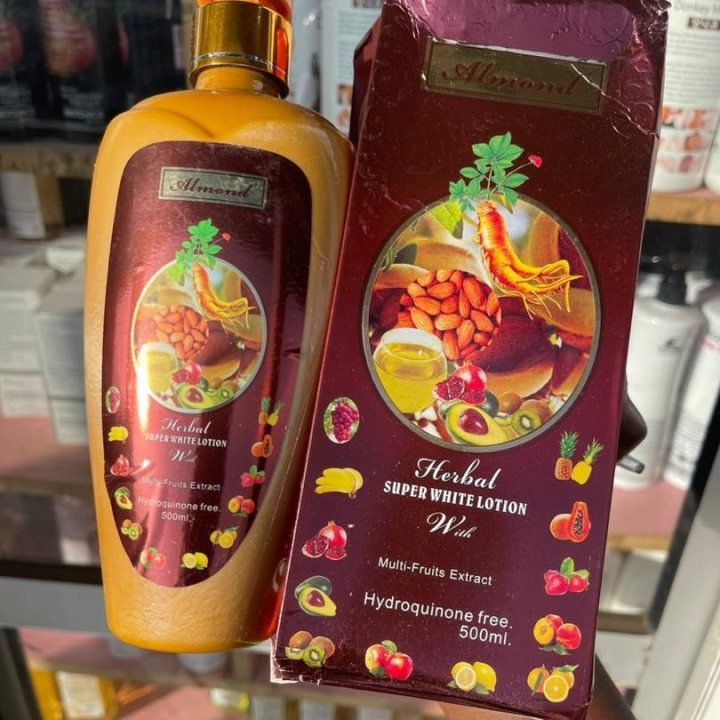 Almond
Herbal
SUPER WHITE LOTION
With
Multi-Fruits Extract
Hydroquinone free.
500ml.
Almond
Herbal
SUPER WHITE LOTION
With
Multi-Fruits Extract
Hydroquinone free.
500ml.